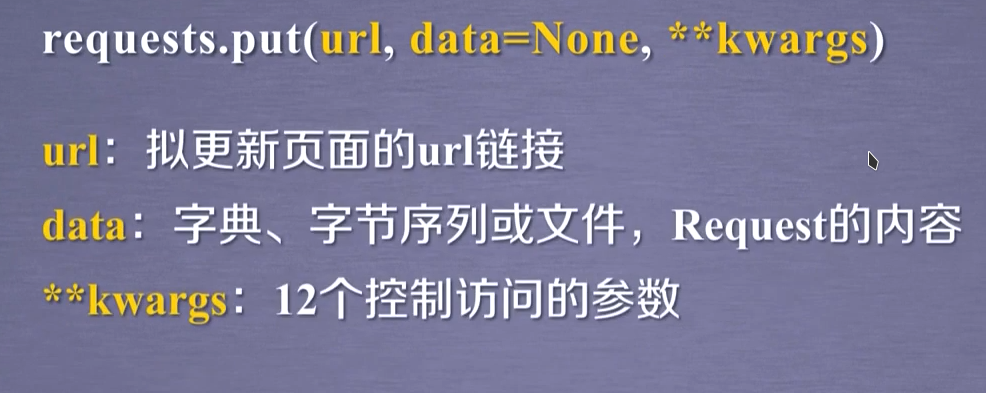 requests.put(url, data=None, **kwargs)
url：拟更新页面的url链接
data：字典、字节序列或文件，Request的内容
**kwargs：12个控制访问的参数